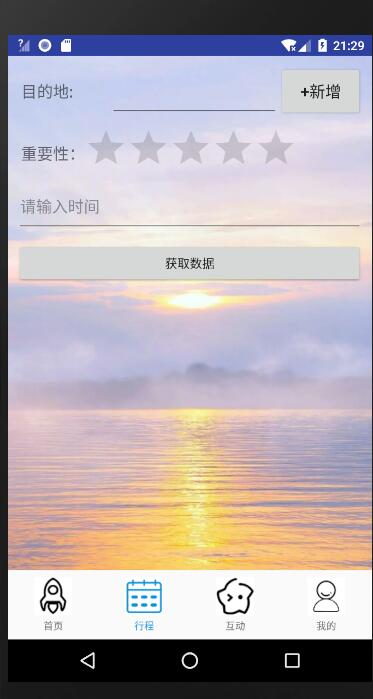 21:29
目的地:
+新增
重要性：
请输入时间
获取数据
首页
行程
互动
我的